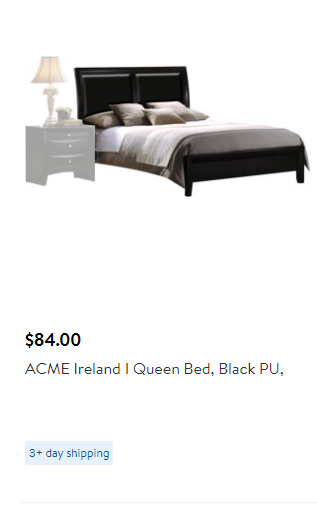 $84.00
ACME Ireland I Queen Bed, Black PU,
3+ day shipping